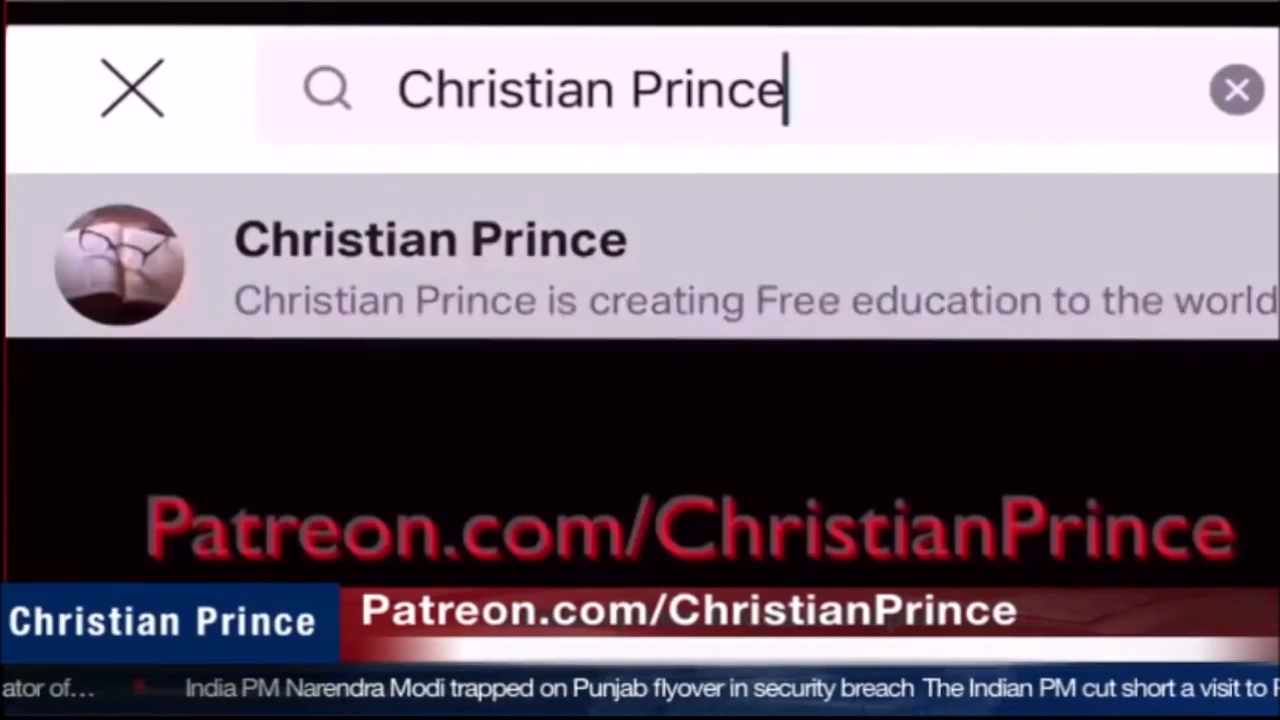 Christian Prince
Christian Prince
Christian Prince is creating Free education to the world
Patreon.com/ChristianPrince
Christian Prince
Patreon.com/ChristianPrince
ator of... India PM Narendra Modi trapped on Punjab flyover in security breach The Indian PM cut short a visit to